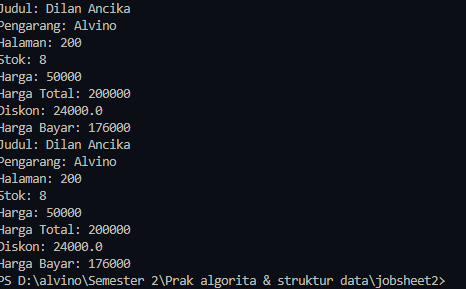 Judul: Dilan Ancika
Pengarang: Alvino
Halaman: 200
Stok: 8
Harga: 50000
Harga Total: 200000
Diskon: 24000.0
Harga Bayar: 176000
Judul: Dilan Ancika
Pengarang: Alvino
Halaman: 200
Stok: 8
Harga: 50000
Harga Total: 200000
Diskon: 24000.0
Harga Bayar: 176000
PS D:\alvino\Semester 2\Prak algorita & struktur data\jobsheet2>